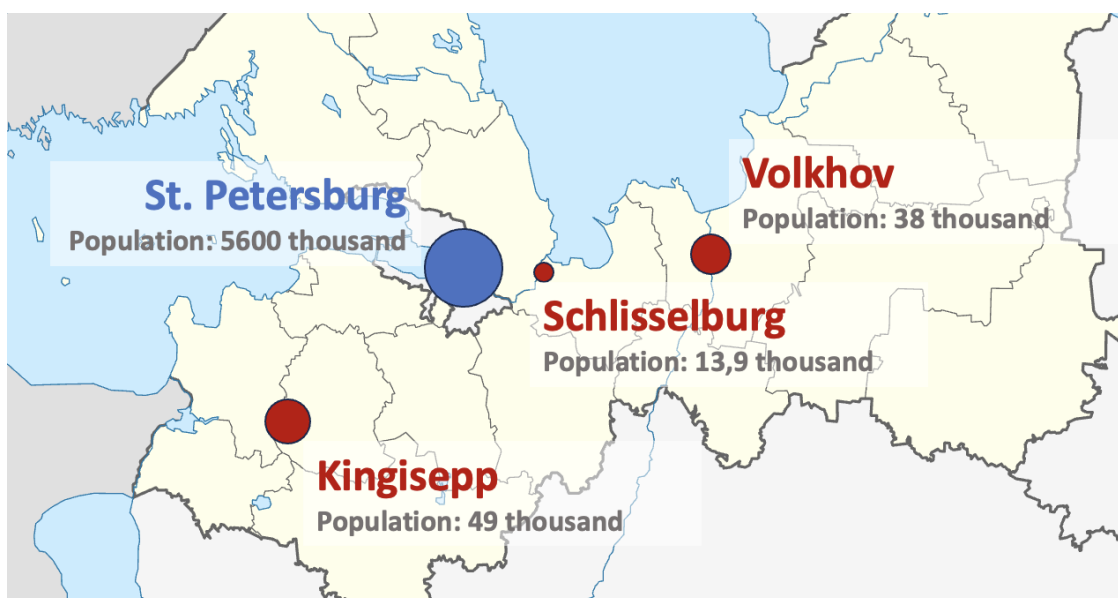 St. Petersburg
Population: 5600 thousand
Volkhov
Population: 38 thousand
Schlisselburg
Population: 13,9 thousand
Kingisepp
Population: 49 thousand